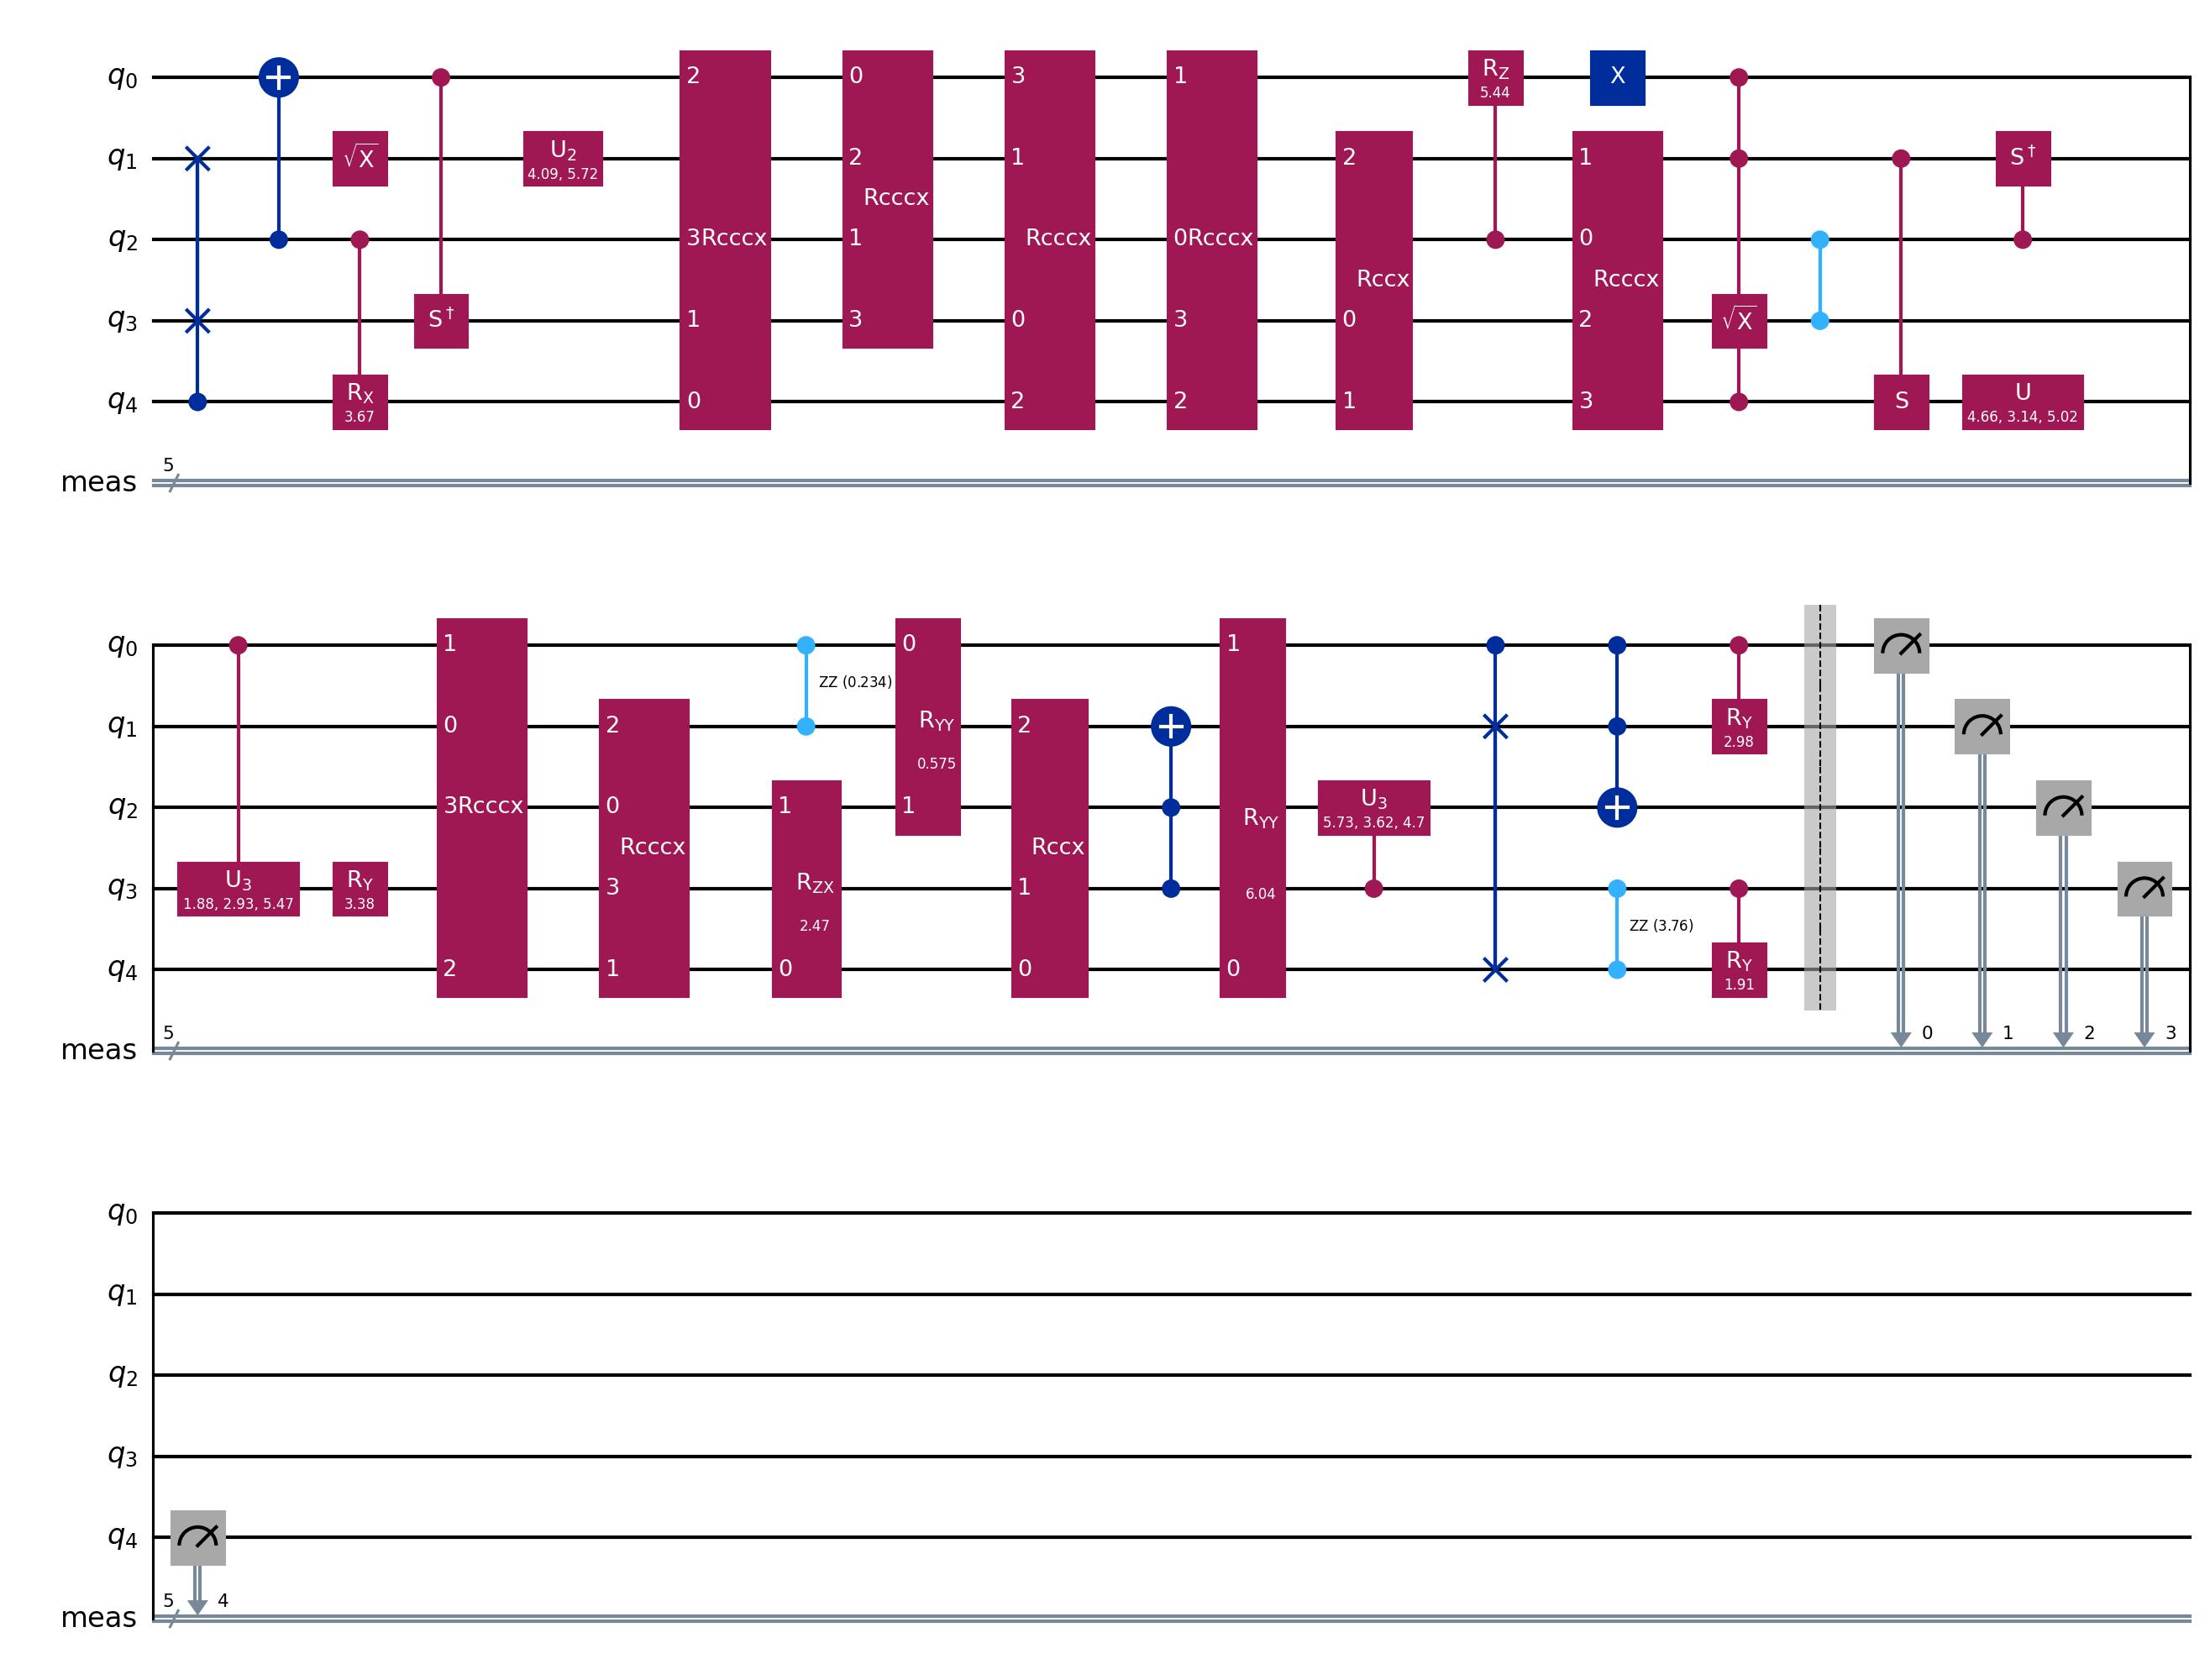 q0 2 0 3 1 RZ 5.44 X
q1 √X U2 4.09, 5.72 2 1 2 1 S†
Rcccx
q2 3Rcccx 1 Rcccx 0Rcccx 0
Rccx Rcccx
q3 S† 1 3 0 3 0 2 √X
q4 RX 3.67 0 2 2 1 3 S U 4.66, 3.14, 5.02
meas 5
q0 1 0 1
ZZ (0.234)
q1 0 2 RYY 0.575 2 RY 2.98
q2 3Rcccx 0 1 1 RYY U3 5.73, 3.62, 4.7
Rcccx Rccx
q3 U3 1.88, 2.93, 5.47 RY 3.38 3 RZX 1 6.04
2.47 ZZ (3.76)
q4 2 1 0 0 0 RY 1.91
meas 5 0 1 2 3
q0
q1
q2
q3
q4
meas 5 4